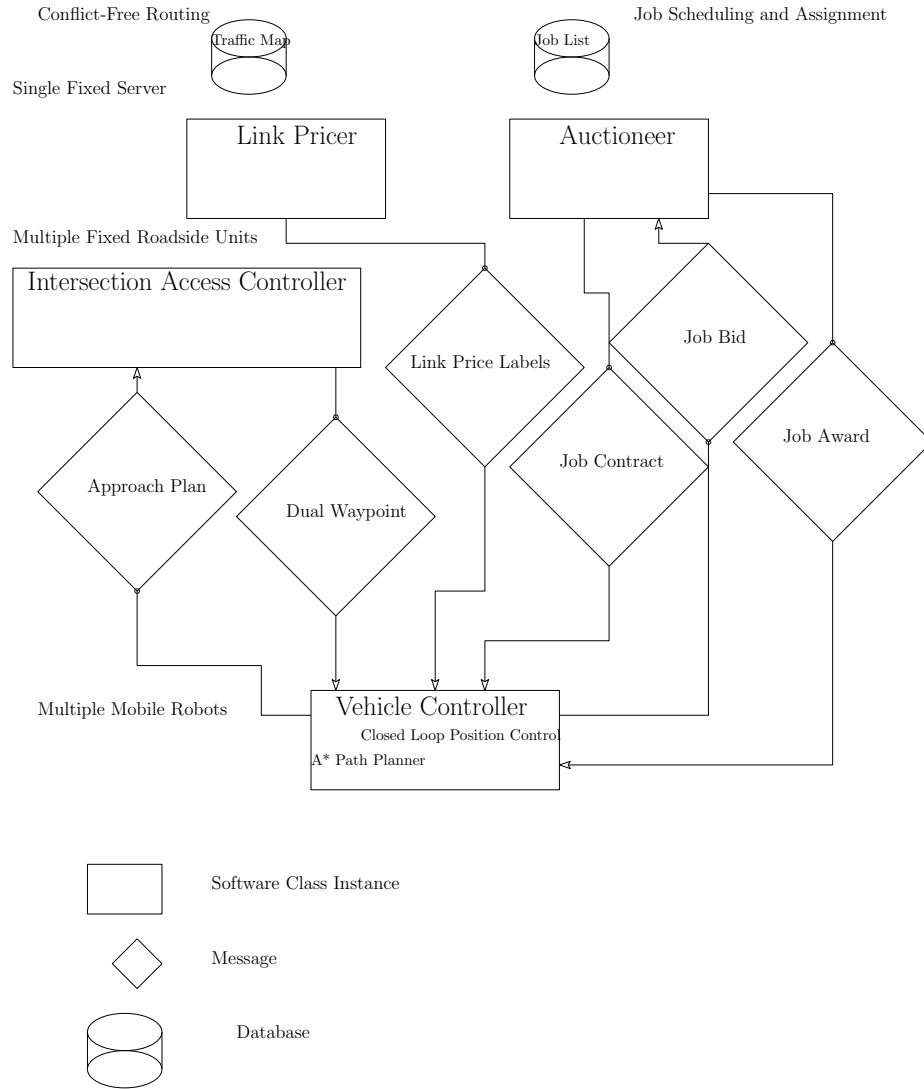 Conflict-Free Routing
Job Scheduling and Assignment
Traffic Map
Job List
Single Fixed Server
Link Pricer
Auctioneer
Multiple Fixed Roadside Units
Intersection Access Controller
Job Bid
Link Price Labels
Job Award
Job Contract
Approach Plan
Dual Waypoint
Multiple Mobile Robots
Vehicle Controller
Closed Loop Position Control
A* Path Planner
Software Class Instance
Message
Database